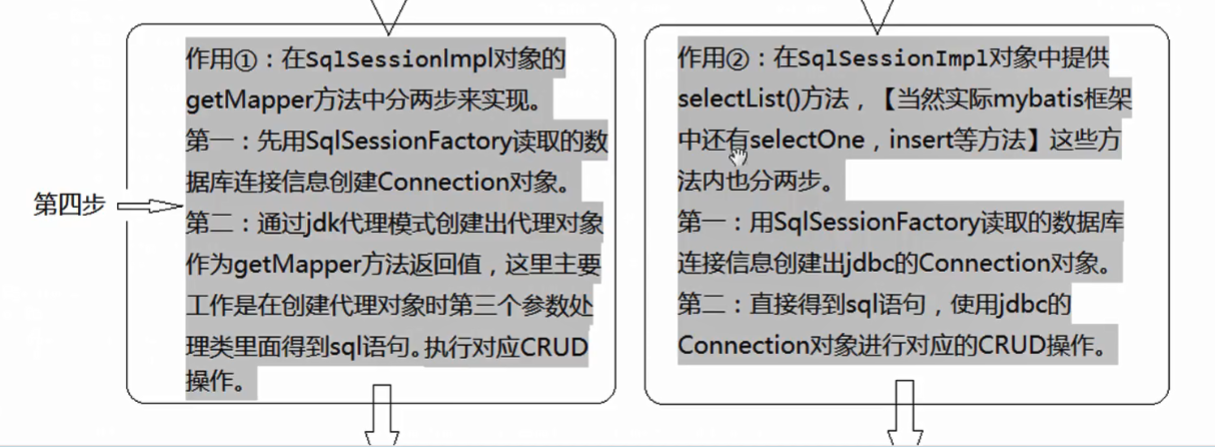 第四步
作用①：在SqlSessionImpl对象的
getMapper方法中分两步来实现。
第一：先用SqlSessionFactory读取的数
据库连接信息创建Connection对象。
第二：通过jdk代理模式创建出代理对象
作为getMapper方法返回值，这里主要
工作是在创建代理对象时第三个参数处
理类里面得到sql语句。执行对应CRUD
操作。
作用②：在SqlSessionImpl对象中提供
selectList()方法，【当然实际mybatis框架
中还有selectOne，insert等方法】这些方
法内也分两步。
第一：用SqlSessionFactory读取的数据库
连接信息创建出jdbc的Connection对象。
第二：直接得到sql语句，使用jdbc的
Connection对象进行对应的CRUD操作。